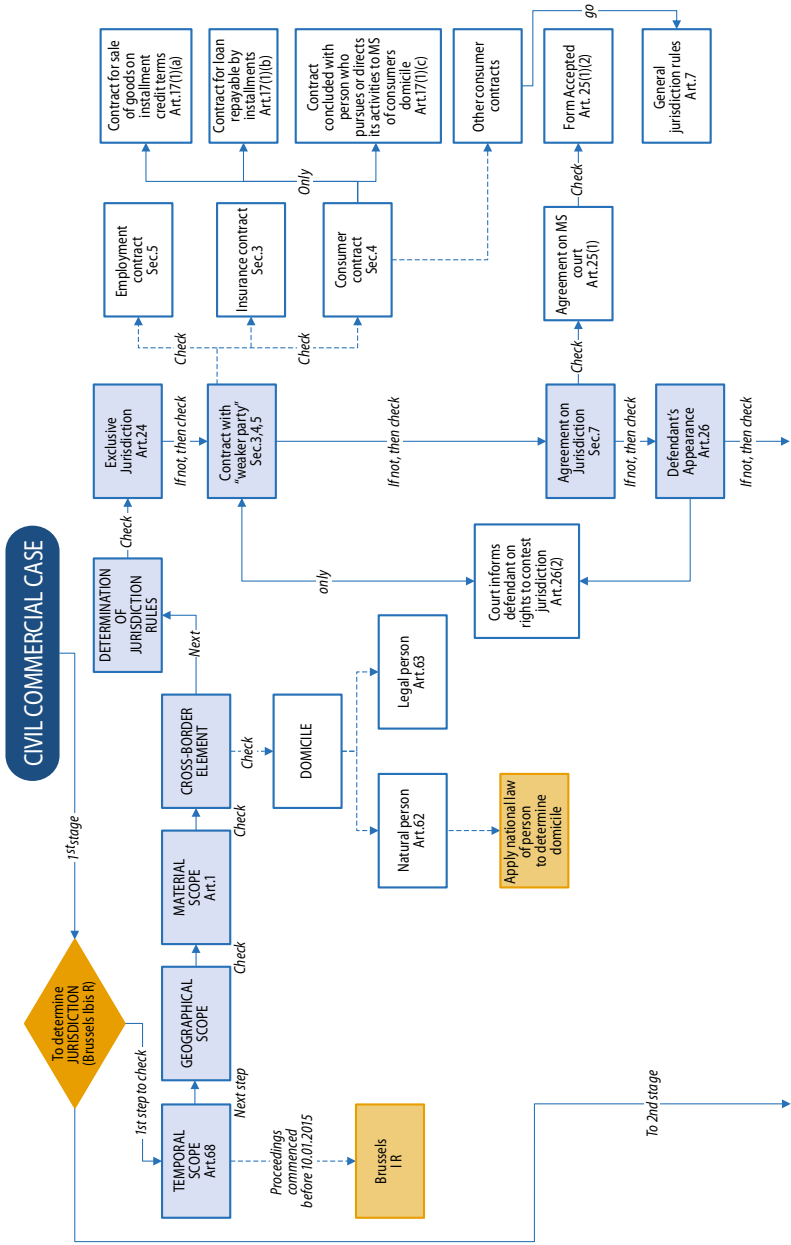 CIVIL COMMERCIAL CASE
1st stage
To determine
JURISDICTION
(Brussels Ibis R)
1st step to check
TEMPORAL
SCOPE
Art.68
Next step
GEOGRAPHICAL
SCOPE
Check
MATERIAL
SCOPE
Art.1
Check
CROSS-BORDER
ELEMENT
Next
DETERMINATION
OF
JURISDICTION
RULES
Check
Proceedings
commenced
before 10.01.2015
Brussels
I R
Check
DOMICILE
Natural person
Art.62
Legal person
Art.63
Apply national law
of person
to determine
domicile
To 2nd stage
Exclusive
Jurisdiction
Art.24
If not, then check
Contract with
“weaker party”
Sec.3,4,5
If not, then check
Agreement on
Jurisdiction
Sec.7
If not, then check
Defendant’s
Appearance
Art.26
If not, then check
only
Court informs
defendant on
rights to contest
jurisdiction
Art.26(2)
Check
Check
Employment
contract
Sec.5
Insurance contract
Sec.3
Consumer
contract
Sec.4
Only
Contract for sale
of goods on
installment
credit terms
Art.17(1)(a)
Contract for loan
repayable by
installments
Art.17(1)(b)
Contract
concluded with
person who
pursues or directs
its activities to MS
of consumers
domicile
Art.17(1)(c)
Other consumer
contracts
go
Check
Agreement on MS
court
Art.25(1)
Check
Form Accepted
Art. 25(1)(2)
General
jurisdiction rules
Art.7